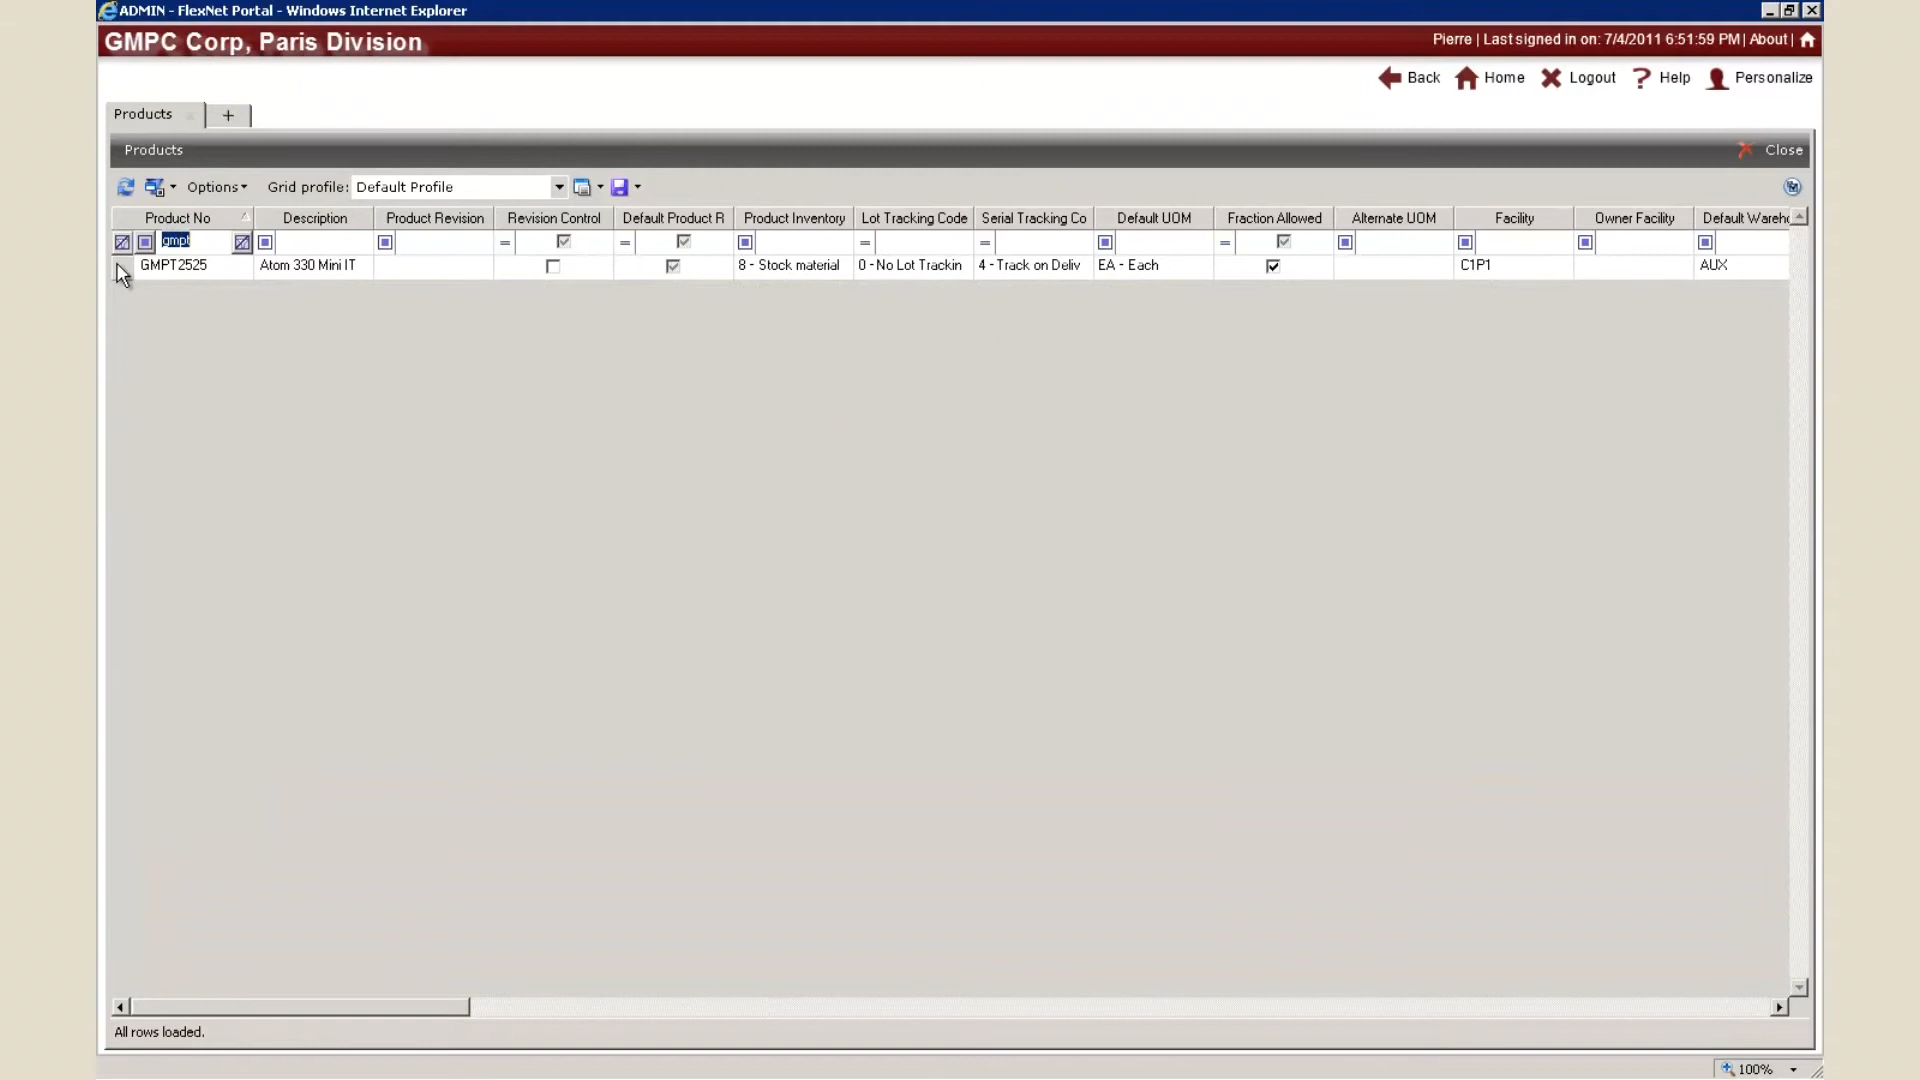 ADMIN - FlexNet Portal - Windows Internet Explorer
GMPC Corp, Paris Division
Pierre | Last signed in on: 7/4/2011 6:51:59 PM | About |
Back Home Logout ? Help Personalize
Products +
Products Close
Options Grid profile: Default Profile
Product No Description Product Revision Revision Control Default Product R Product Inventory Lot Tracking Code Serial Tracking Co Default UOM Fraction Allowed Alternate UOM Facility Owner Facility Default Wareho
gmpt = = = = =
GMPT2525 Atom 330 Mini IT 8 - Stock material 0 - No Lot Trackin 4 - Track on Deliv EA - Each C1P1 AUX
All rows loaded.
100%